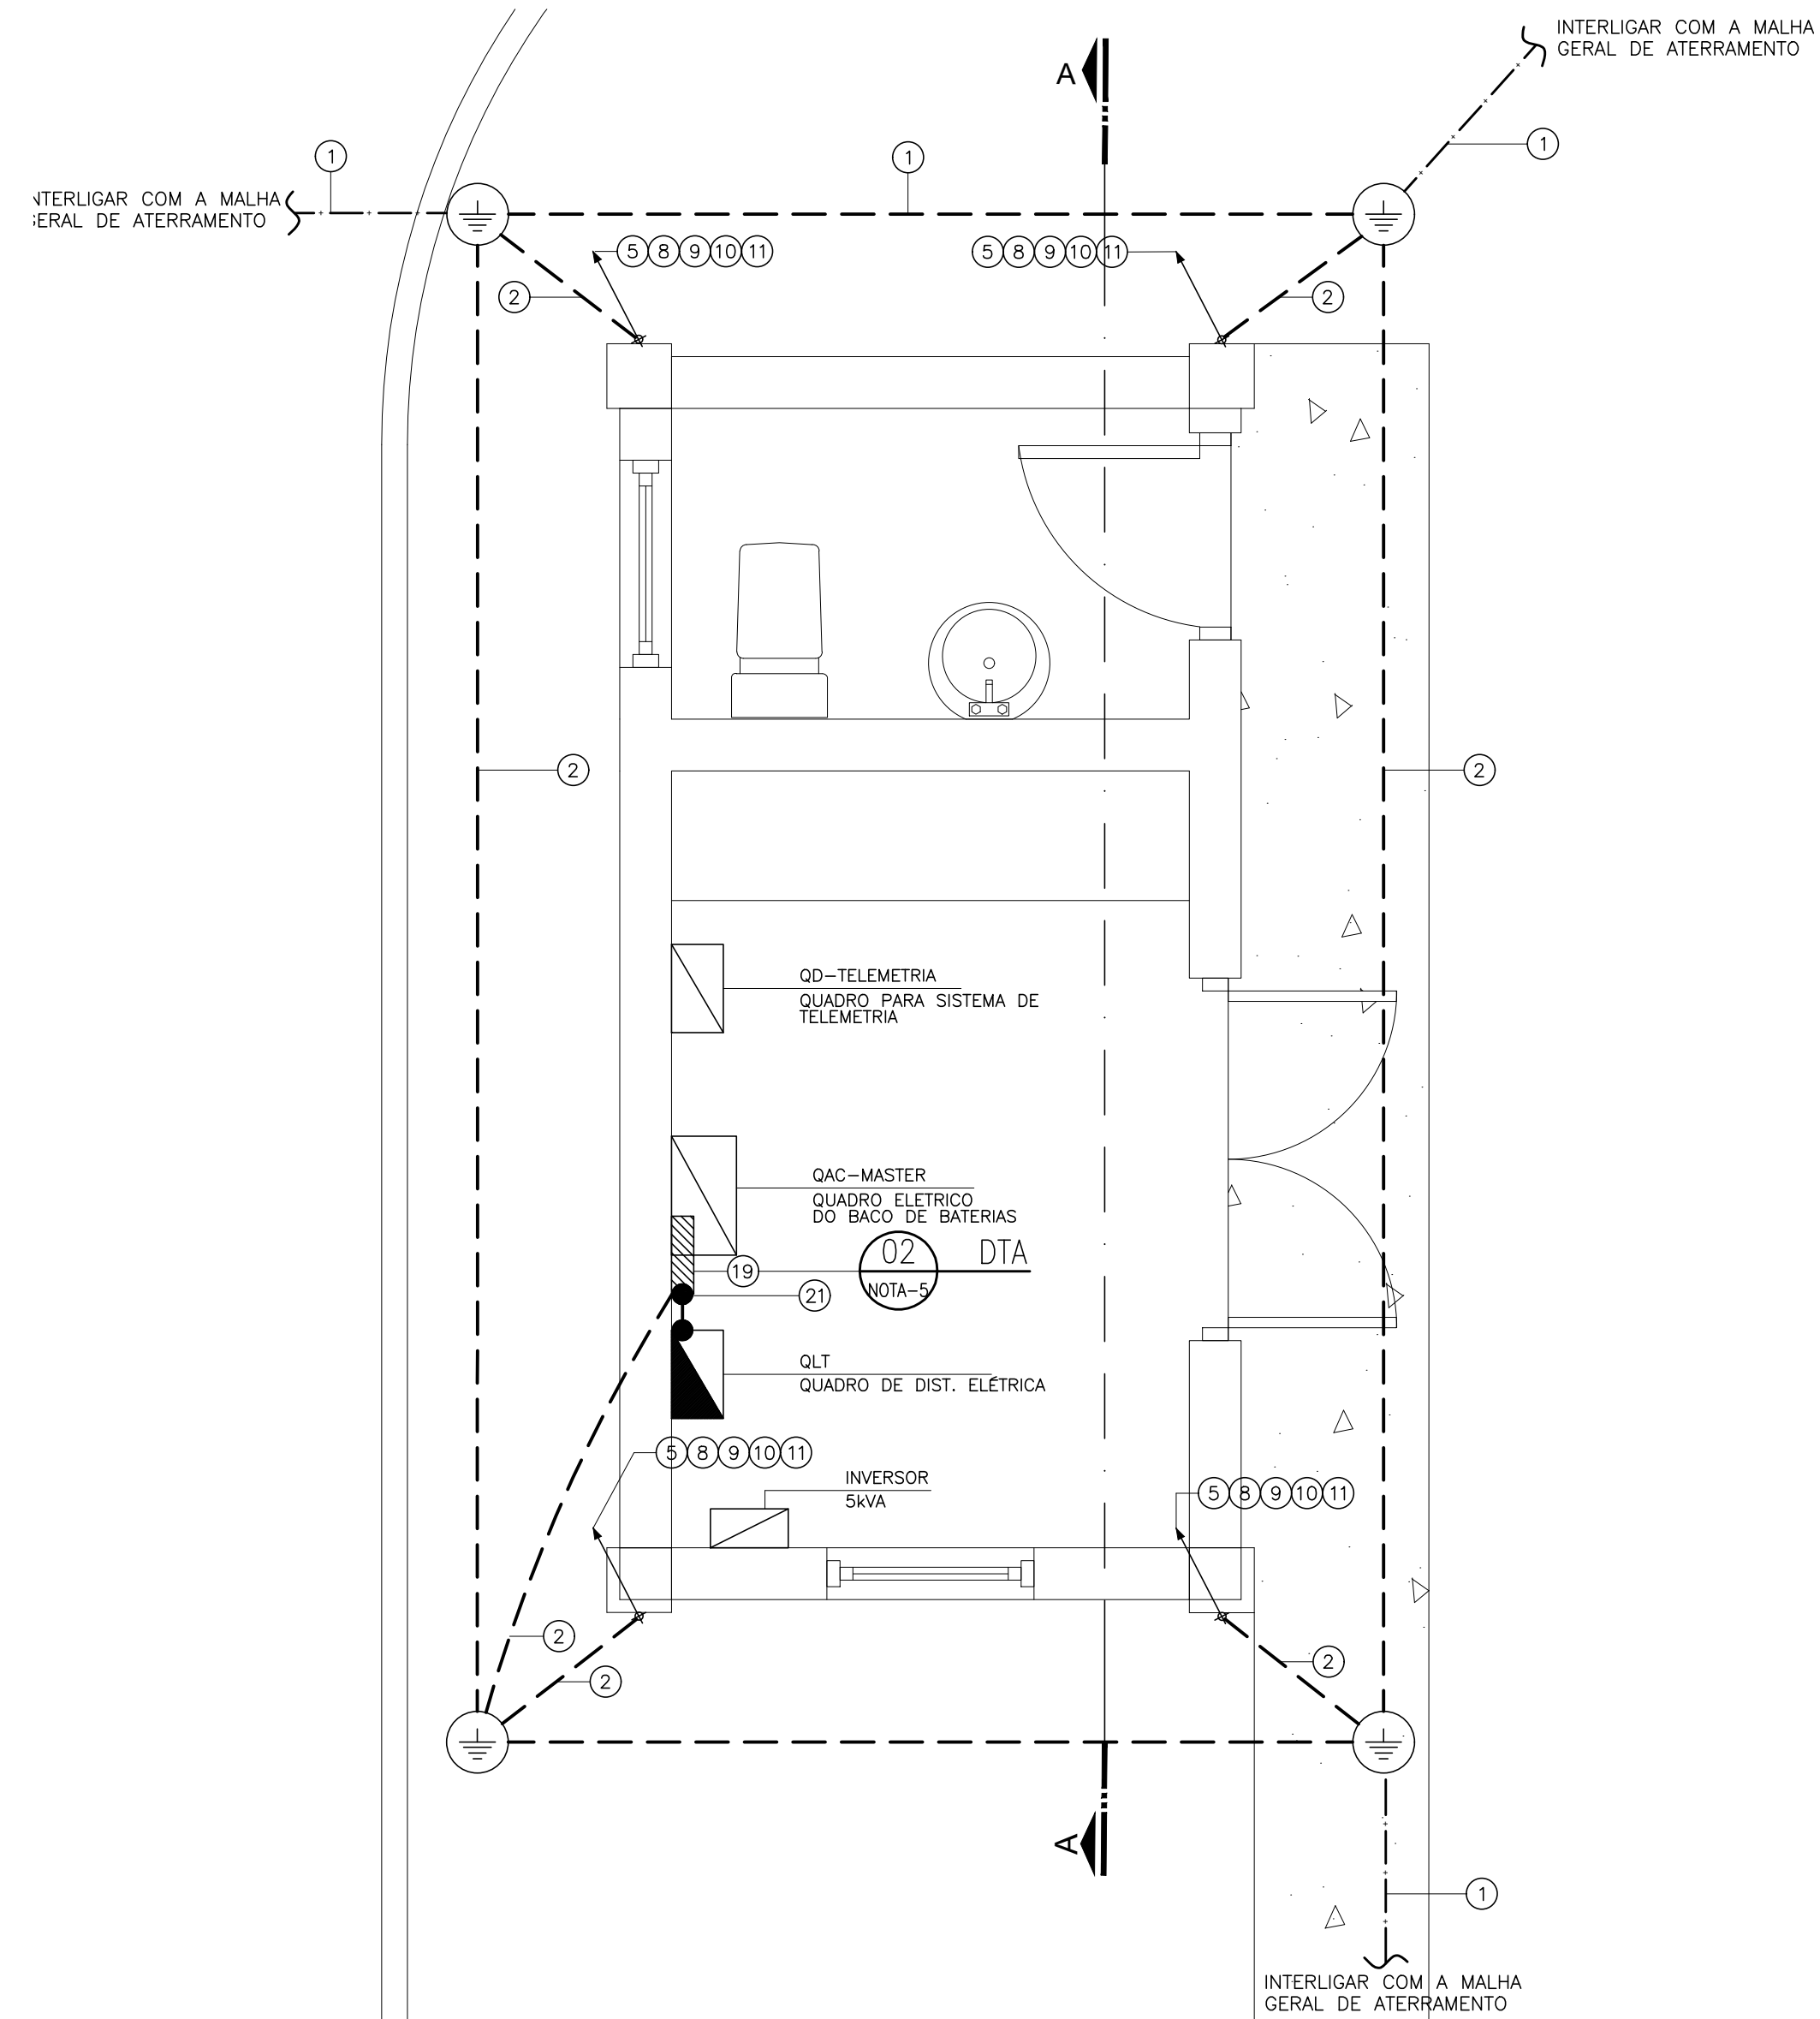 INTERLIGAR COM A MALHA
GERAL DE ATERRAMENTO
A
1
1
1
NTERLIGAR COM A MALHA
ERAL DE ATERRAMENTO
5 8 9 10 11
5 8 9 10 11
2
2
2
2
QD-TELEMETRIA
QUADRO PARA SISTEMA DE
TELEMETRIA
QAC-MASTER
QUADRO ELETRICO
DO BACO DE BATERIAS
02 DTA
NOTA-5
19
21
QLT
QUADRO DE DIST. ELÉTRICA
5 8 9 10 11
INVERSOR
5kVA
5 8 9 10 11
2
2
2
A
1
INTERLIGAR COM A MALHA
GERAL DE ATERRAMENTO